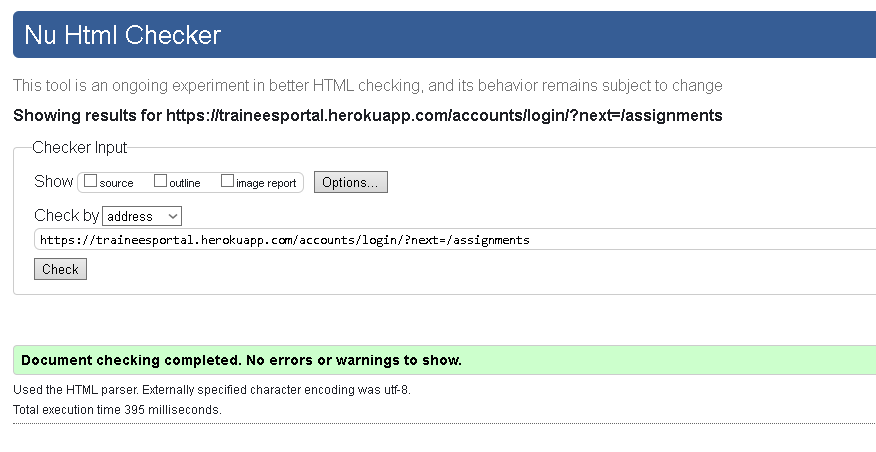 Nu Html Checker
This tool is an ongoing experiment in better HTML checking, and its behavior remains subject to change
Showing results for https://traineesportal.herokuapp.com/accounts/login/?next=/assignments
Checker Input
Show source outline image report Options...
Check by address
https://traineesportal.herokuapp.com/accounts/login/?next=/assignments
Check
Document checking completed. No errors or warnings to show.
Used the HTML parser. Externally specified character encoding was utf-8.
Total execution time 395 milliseconds.